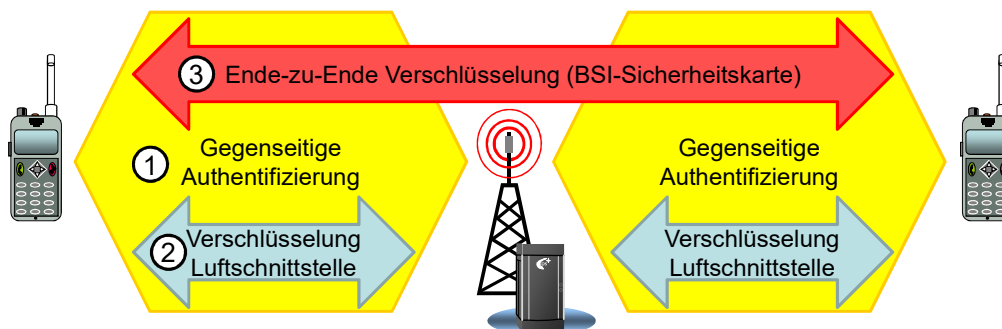 3 Ende-zu-Ende Verschlüsselung (BSI-Sicherheitskarte)
1 Gegenseitige
Authentifizierung
Gegenseitige
Authentifizierung
2 Verschlüsselung
Luftschnittstelle
Verschlüsselung
Luftschnittstelle